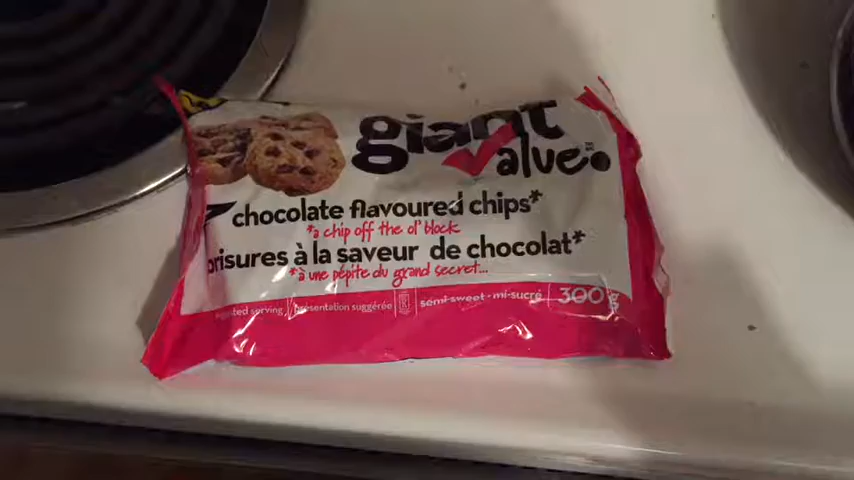 giant
value
chocolate flavoured chips*
*a chip off the ol' block
brisures à la saveur de chocolat*
*à une pépite du grand secret...
serving | présentation suggérée
semi-sweet · mi-sucré 300 g